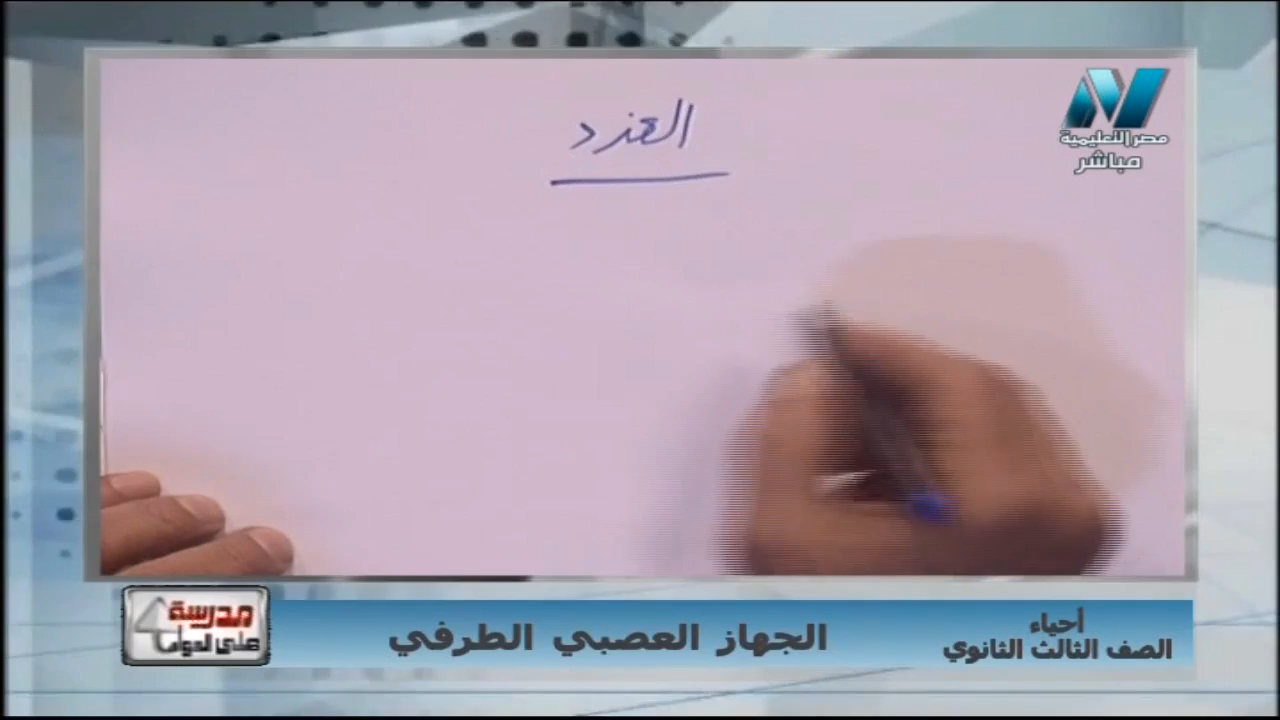 الغدد
مصر التعليمية
مباشر
أحياء
الصف الثالث الثانوي
الجهاز العصبي الطرفي
مدرسة
على الهواء